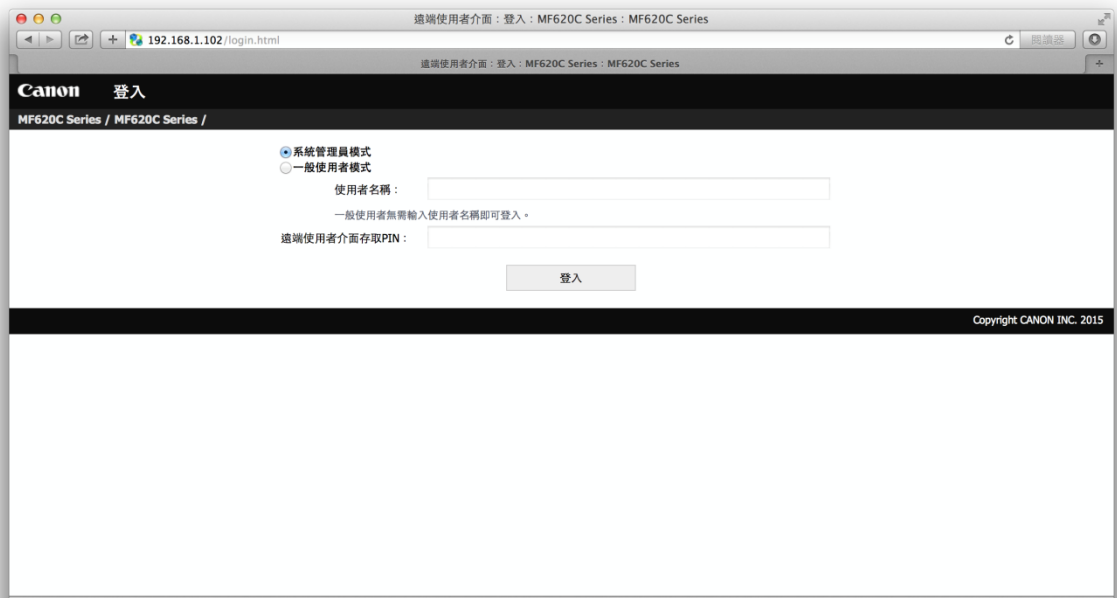 遠端使用者介面：登入：MF620C Series：MF620C Series
192.168.1.102/login.html
閱讀器
遠端使用者介面：登入：MF620C Series：MF620C Series
Canon 登入
MF620C Series / MF620C Series /
系統管理員模式
一般使用者模式
使用者名稱：
一般使用者無需輸入使用者名稱即可登入。
遠端使用者介面存取PIN：
登入
Copyright CANON INC. 2015